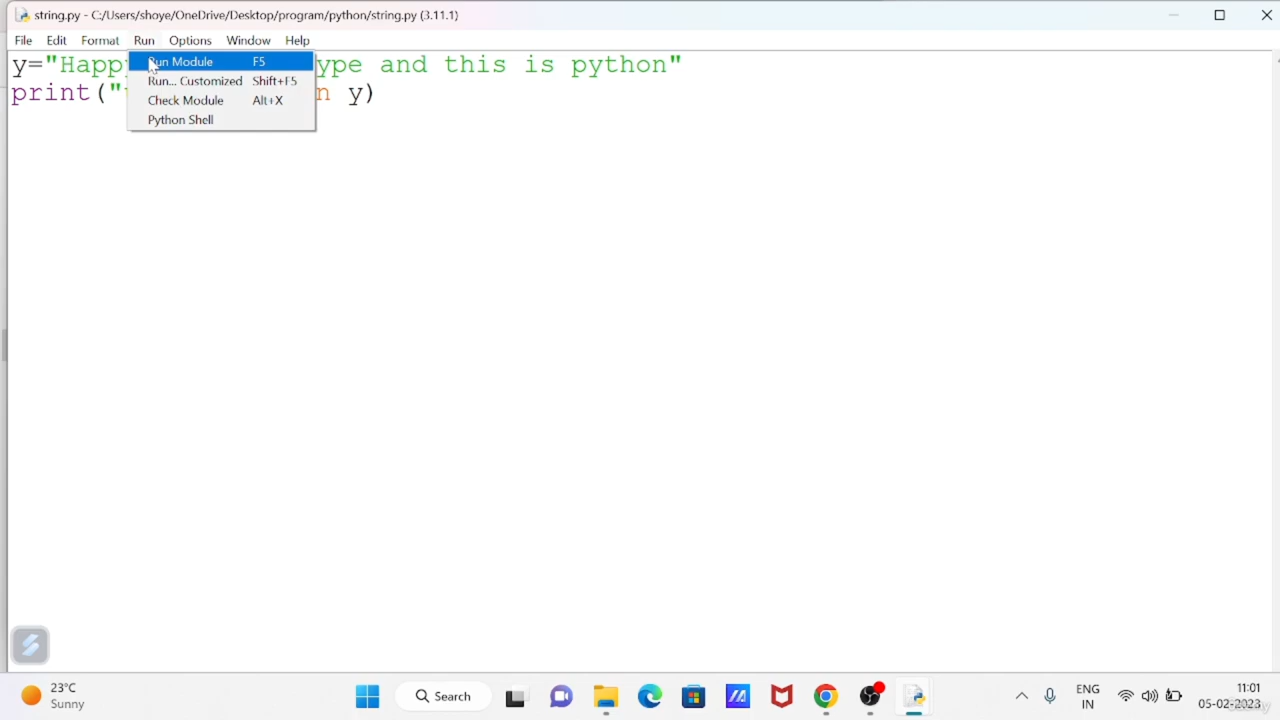 string.py - C:/Users/shoye/OneDrive/Desktop/program/python/string.py (3.11.1)
File Edit Format Run Options Window Help
y="Happ ype and this is python"
print(" n y)
Run Module F5
Run... Customized Shift+F5
Check Module Alt+X
Python Shell
23°C
Sunny
Search
ENG
IN
11:01
05-02-2023